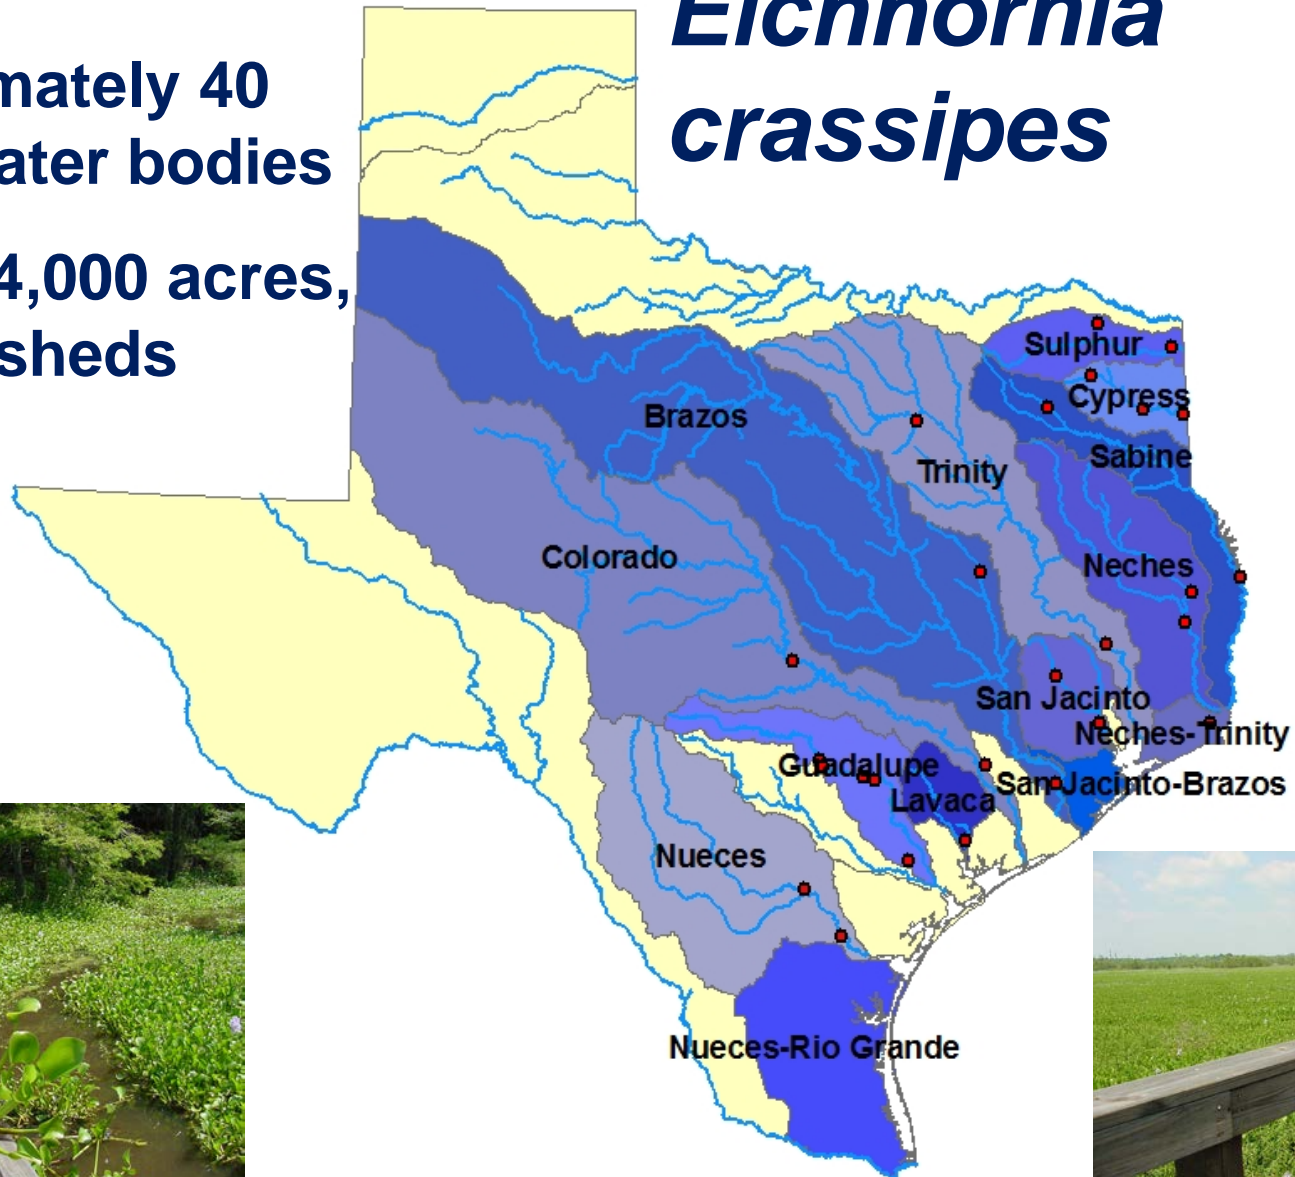 Eichhornia
crassipes
mately 40
ater bodies
4,000 acres,
sheds
Sulphur
Cypress
Brazos
Sabine
Trinity
Colorado
Neches
San Jacinto
Neches-Trinity
Guadalupe
San Jacinto-Brazos
Lavaca
Nueces
Nueces-Rio Grande